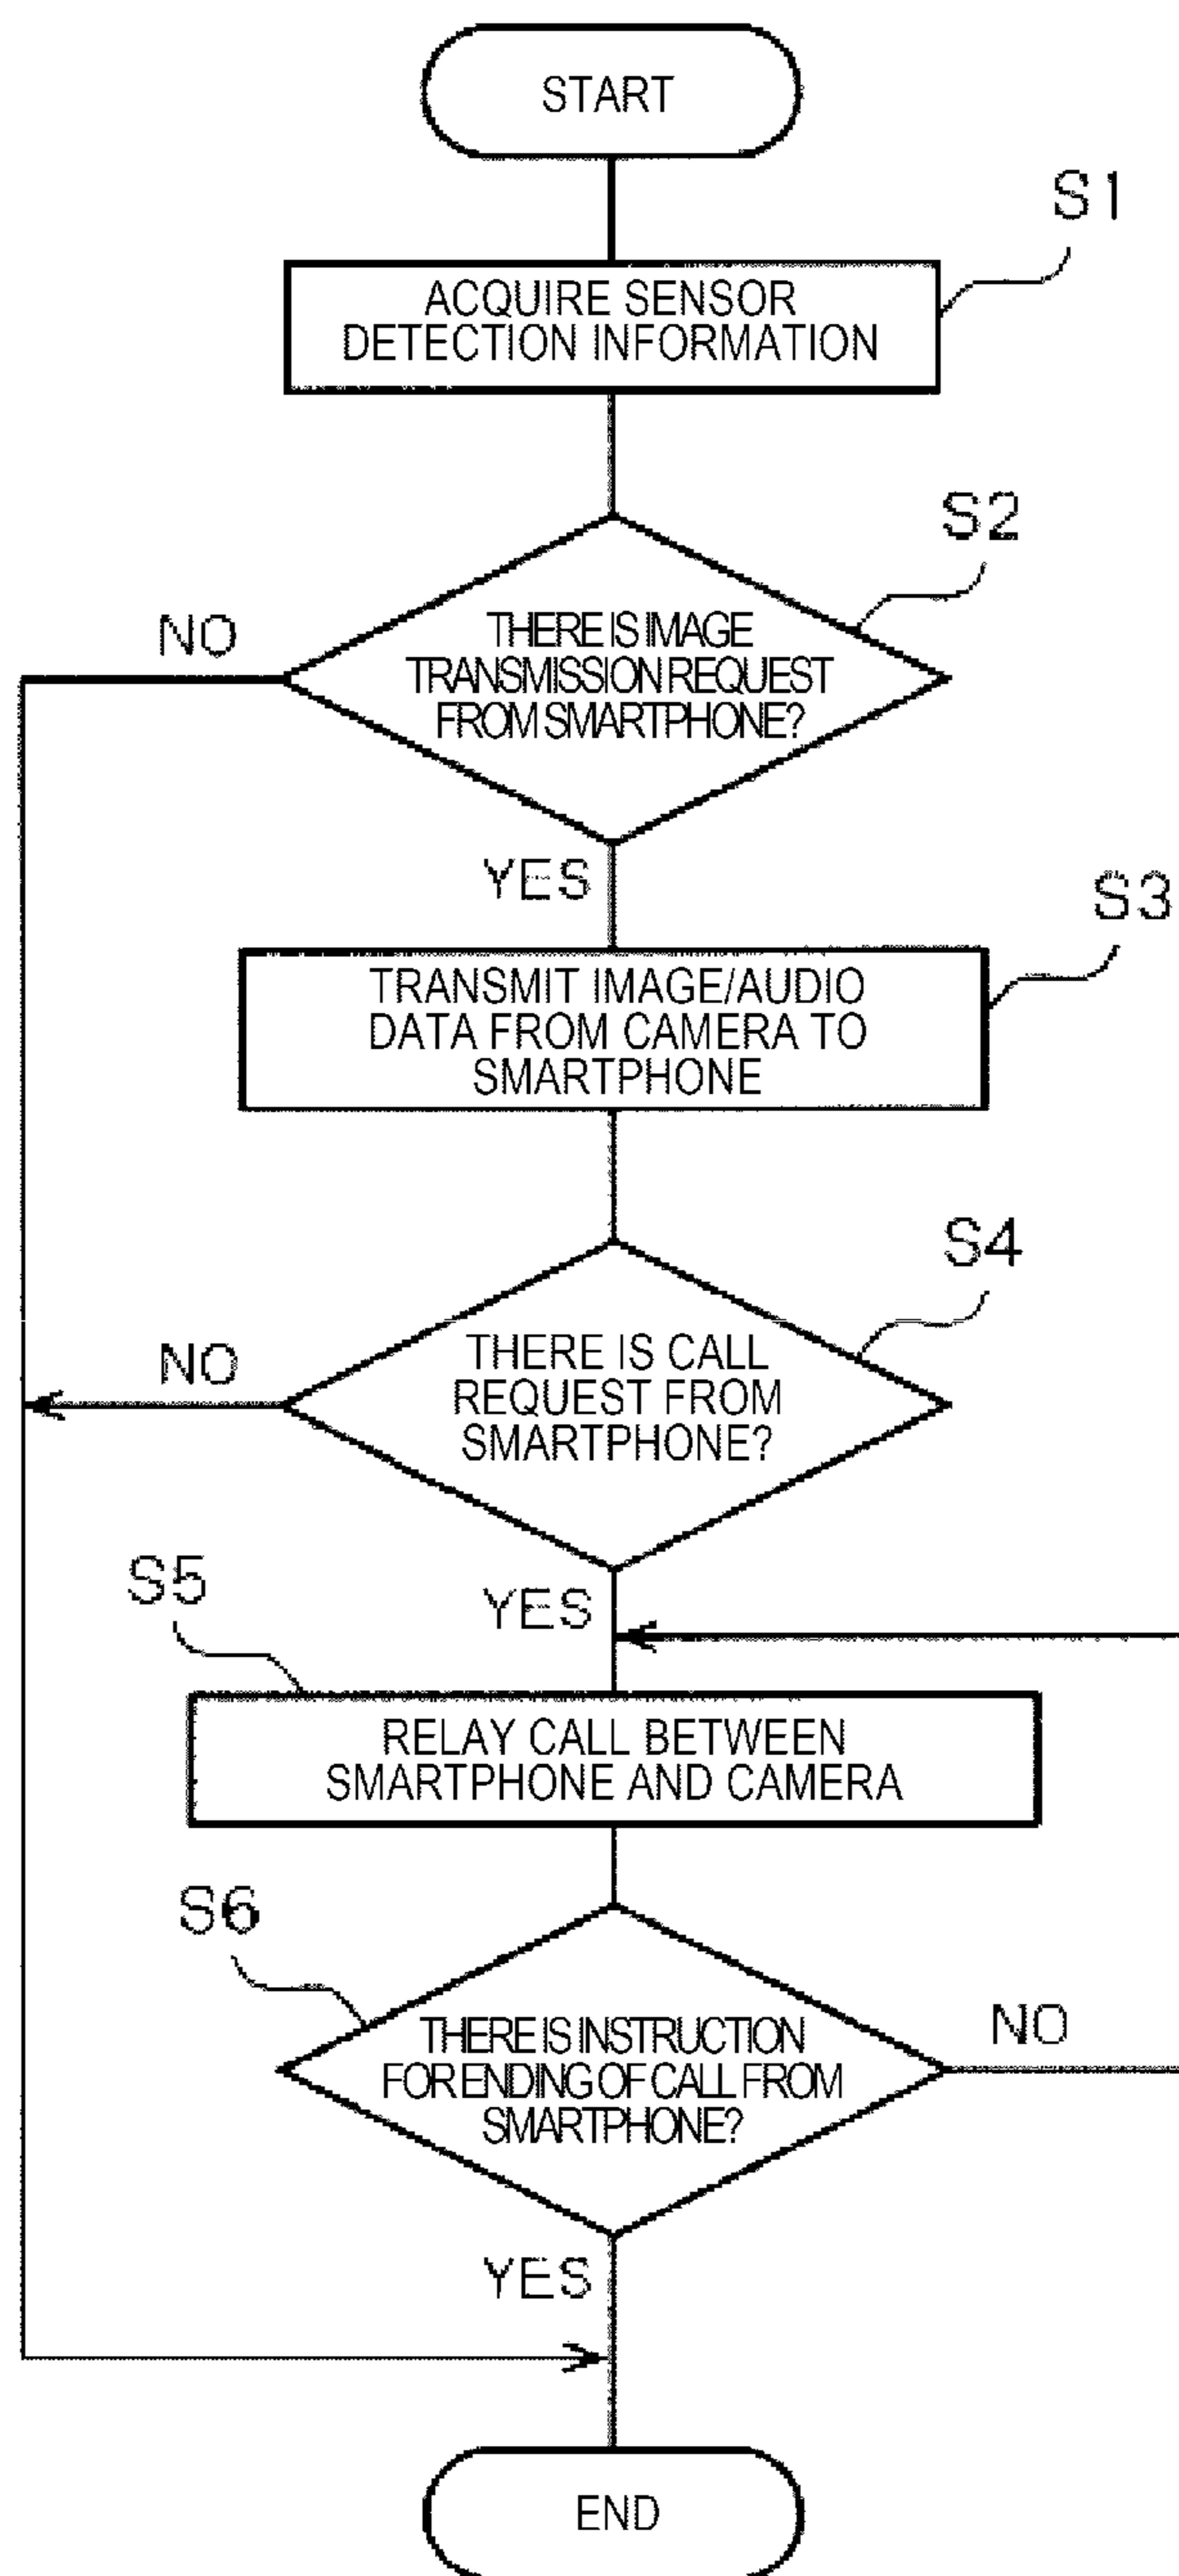 START
S1
ACQUIRE SENSOR
DETECTION INFORMATION
S2
NO
THERE IS IMAGE
TRANSMISSION REQUEST
FROM SMARTPHONE?
YES
S3
TRANSMIT IMAGE/AUDIO
DATA FROM CAMERA TO
SMARTPHONE
S4
NO
THERE IS CALL
REQUEST FROM
SMARTPHONE?
YES
S5
RELAY CALL BETWEEN
SMARTPHONE AND CAMERA
S6
NO
THERE IS INSTRUCTION
FOR ENDING OF CALL FROM
SMARTPHONE?
YES
END